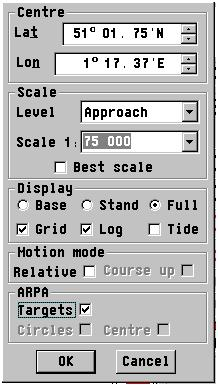 Centre
Lat 51° 01. 75'N
Lon 1° 17. 37'E
Scale
Level Approach
Scale 1: 75 000
Best scale
Display
Base Stand Full
Grid Log Tide
Motion mode
Relative Course up
ARPA
Targets
Circles Centre
OK Cancel